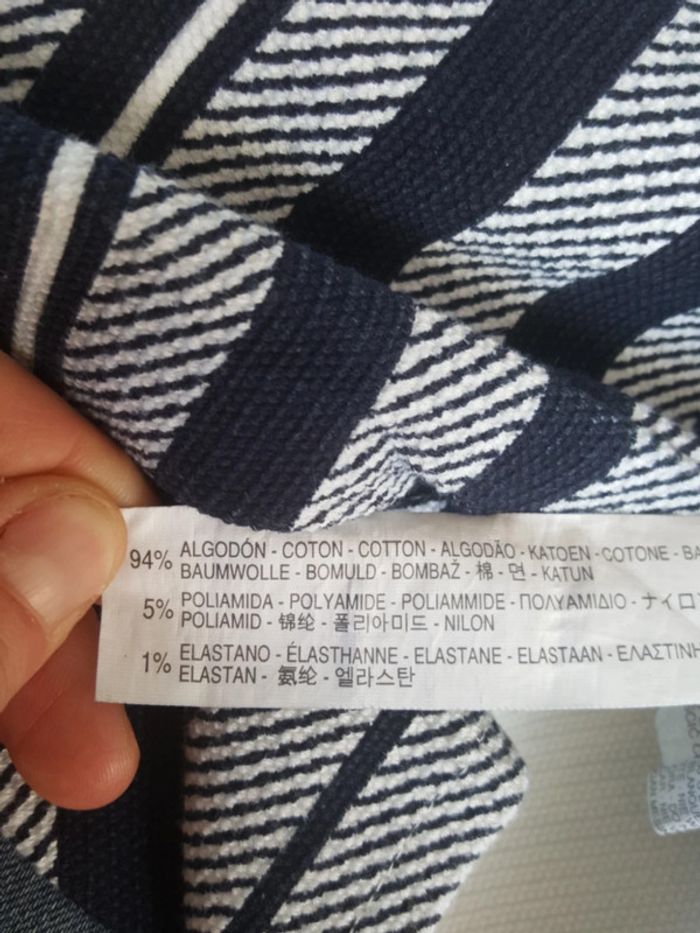 94% ALGODÓN - COTON - COTTON - ALGODÃO - KATOEN - COTONE -
BAUMWOLLE - BOMULD - BOMBAŽ - 棉 - 면 - KATUN
5% POLIAMIDA - POLYAMIDE - POLIAMMIDE - ΠΟΛΥΑΜΙΔΙΟ -
POLIAMID - 锦纶 - 폴리아미드 - NILON
1% ELASTANO - ÉLASTHANNE - ELASTANE - ELASTAAN -
ELASTAN - 氨纶 - 엘라스탄